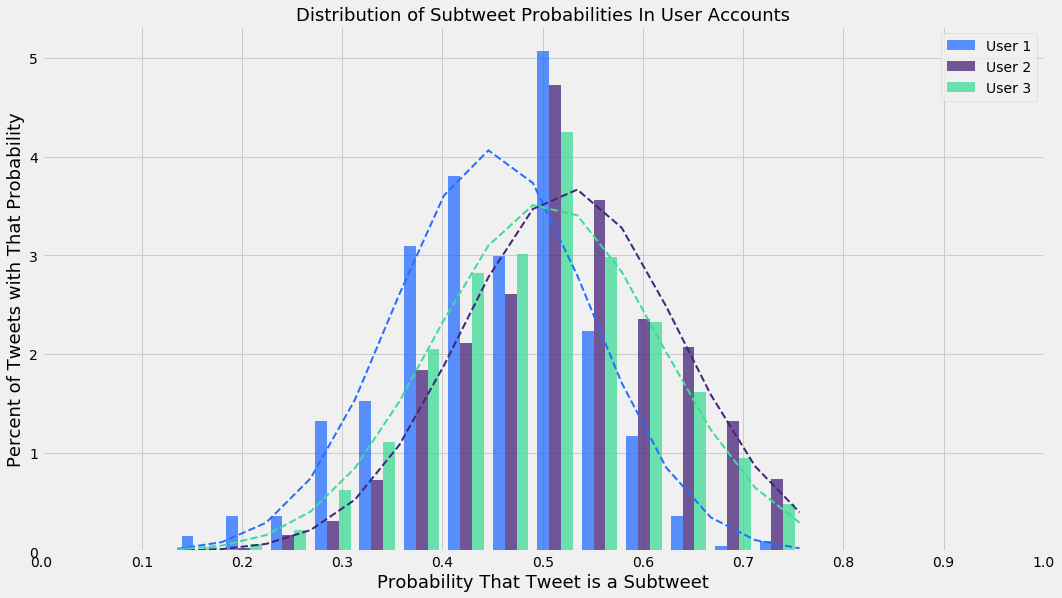 Distribution of Subtweet Probabilities In User Accounts
User 1
User 2
User 3
Percent of Tweets with That Probability
5
4
3
2
1
0
0.0 0.1 0.2 0.3 0.4 0.5 0.6 0.7 0.8 0.9 1.0
Probability That Tweet is a Subtweet